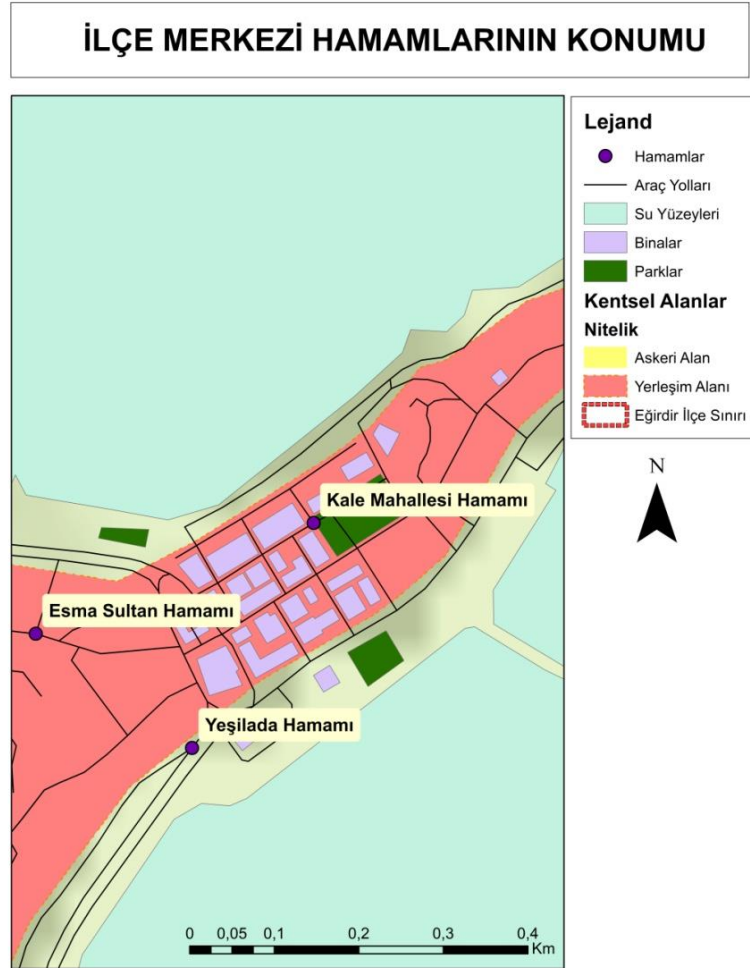 İLÇE MERKEZİ HAMAMLARININ KONUMU
Lejand
Hamamlar
Araç Yolları
Su Yüzeyleri
Binalar
Parklar
Kentsel Alanlar
Nitelik
Askeri Alan
Yerleşim Alanı
Eğirdir İlçe Sınırı
N
Kale Mahallesi Hamamı
Esma Sultan Hamamı
Yeşilada Hamamı
0 0,05 0,1 0,2 0,3 0,4
Km